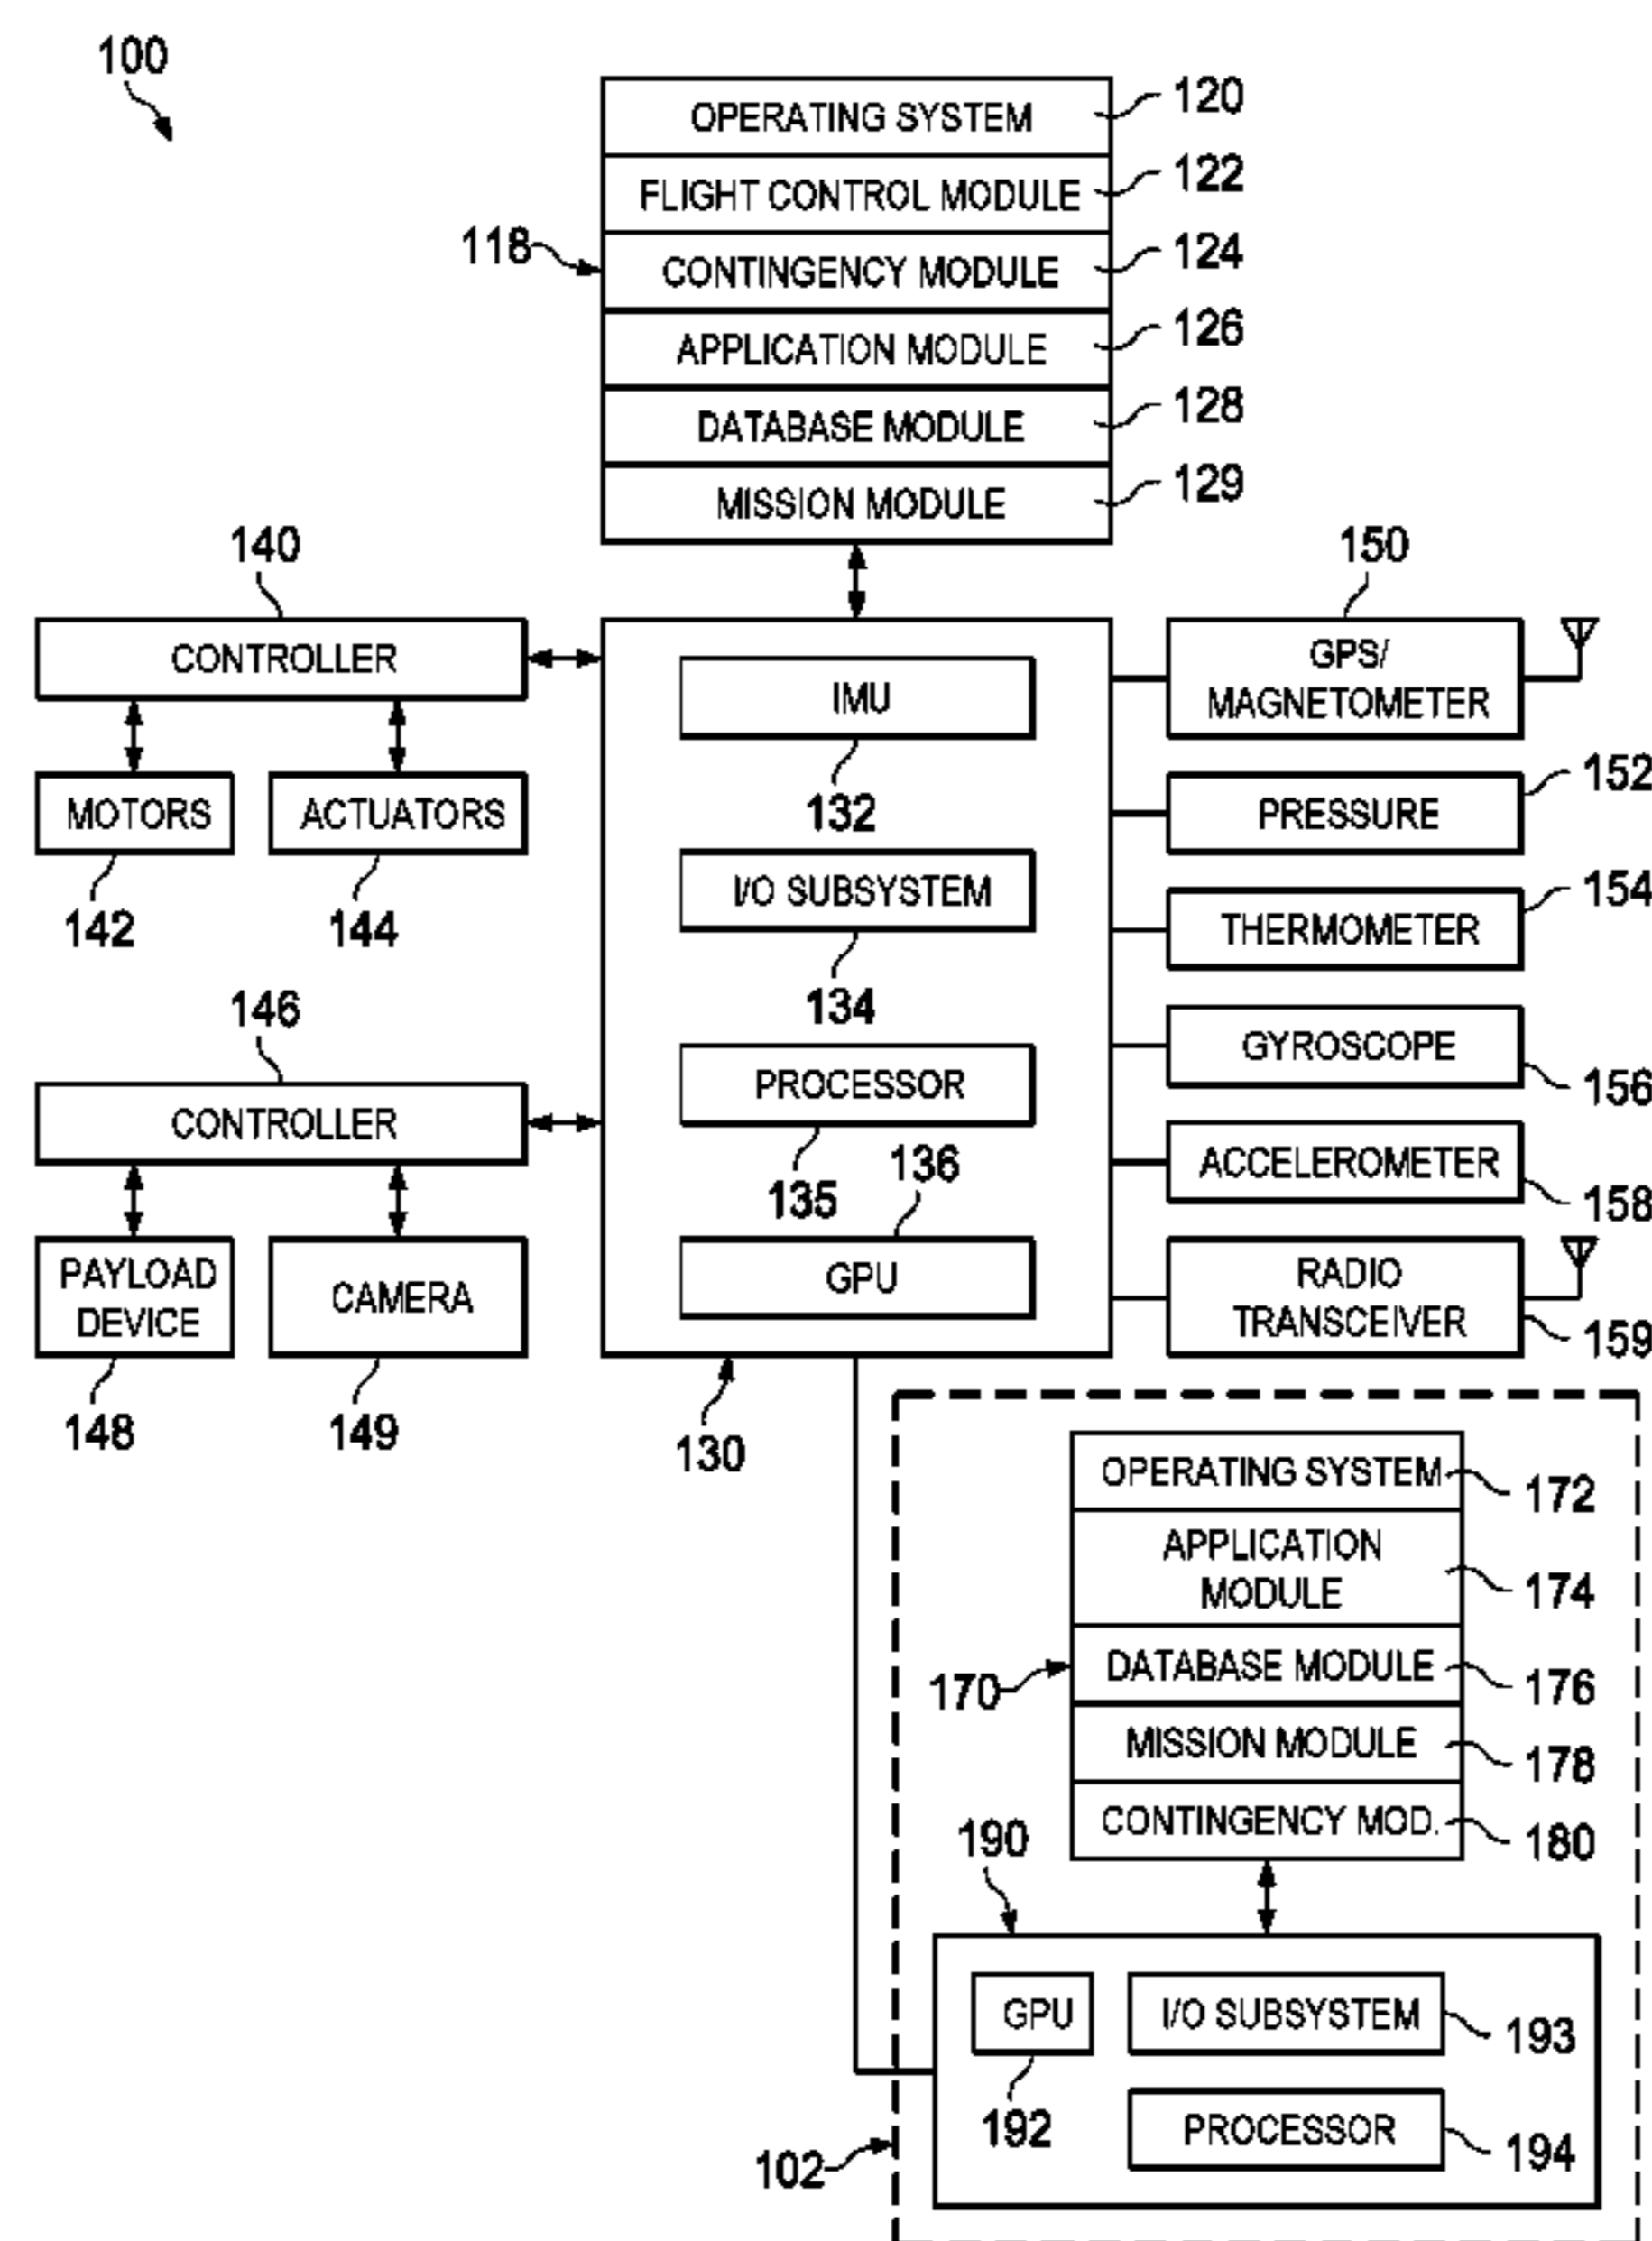 100
OPERATING SYSTEM 120
FLIGHT CONTROL MODULE 122
118 CONTINGENCY MODULE 124
APPLICATION MODULE 126
DATABASE MODULE 128
MISSION MODULE 129
140
CONTROLLER
MOTORS ACTUATORS
142 144
146
CONTROLLER
PAYLOAD
DEVICE
CAMERA
148 149
IMU
132
I/O SUBSYSTEM
134
PROCESSOR
135
136
GPU
130
150
GPS/
MAGNETOMETER
PRESSURE 152
THERMOMETER 154
GYROSCOPE 156
ACCELEROMETER 158
RADIO
TRANSCEIVER 159
OPERATING SYSTEM 172
APPLICATION
MODULE 174
170 DATABASE MODULE 176
MISSION MODULE 178
CONTINGENCY MOD. 180
190
GPU I/O SUBSYSTEM 193
192
PROCESSOR 194
102